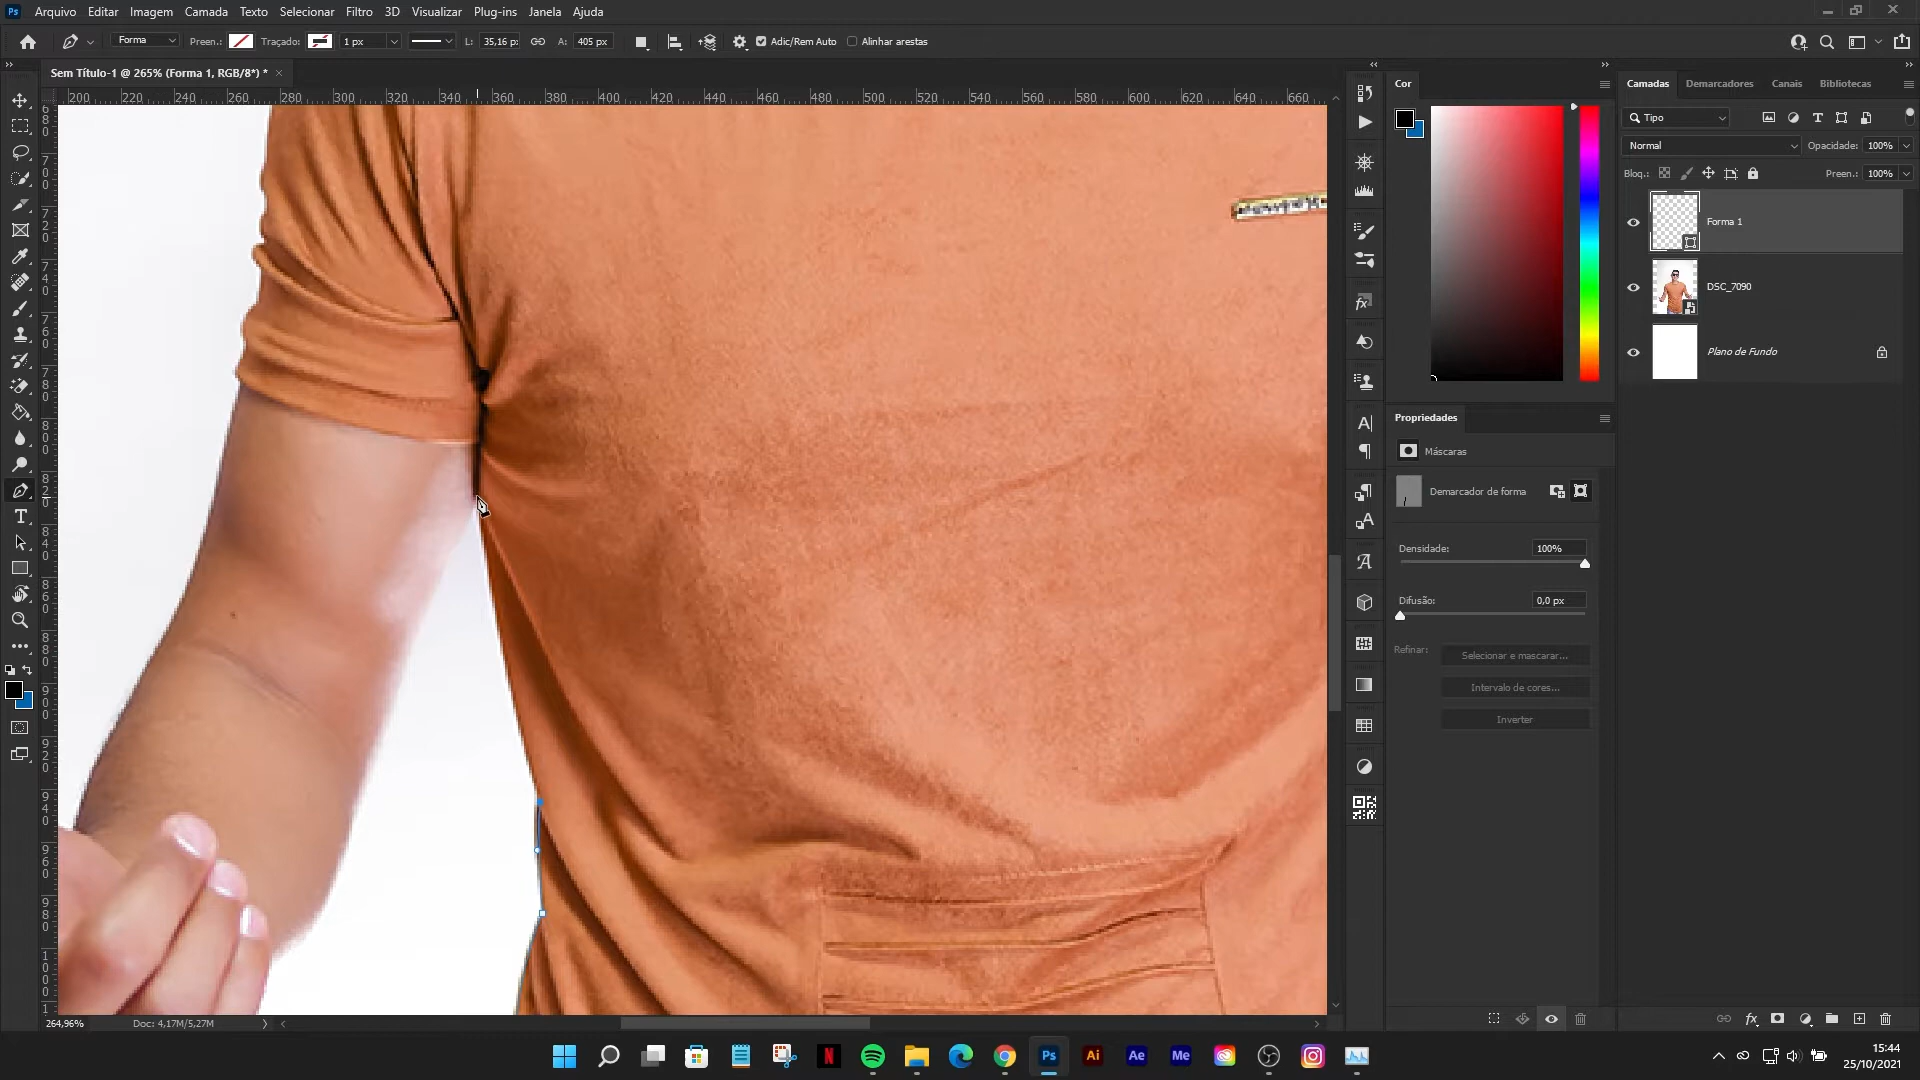 Ps Arquivo Editar Imagem Camada Texto Selecionar Filtro 3D Visualizar Plug-ins Janela Ajuda
Forma Preen.: Traçado: 1 px L: 35,16 p: A: 405 px Adic/Rem Auto Alinhar arestas
Sem Título-1 @ 265% (Forma 1, RGB/8*) *
200 220 240 260 280 300 320 340 360 380 400 420 440 460 480 500 520 540 560 580 600 620 640 660
Cor
Camadas Demarcadores Canais Bibliotecas
Tipo
Normal Opacidade: 100%
Bloq.: Preen.: 100%
Forma 1
DSC_7090
Plano de Fundo
Propriedades
Máscaras
Demarcador de forma
Densidade: 100%
Difusão: 0,0 px
Refinar: Selecionar e mascarar...
Intervalo de cores...
Inverter
264,96% Doc: 4,17M/5,27M
N Ps Ai Ae Me
15:44
25/10/2021